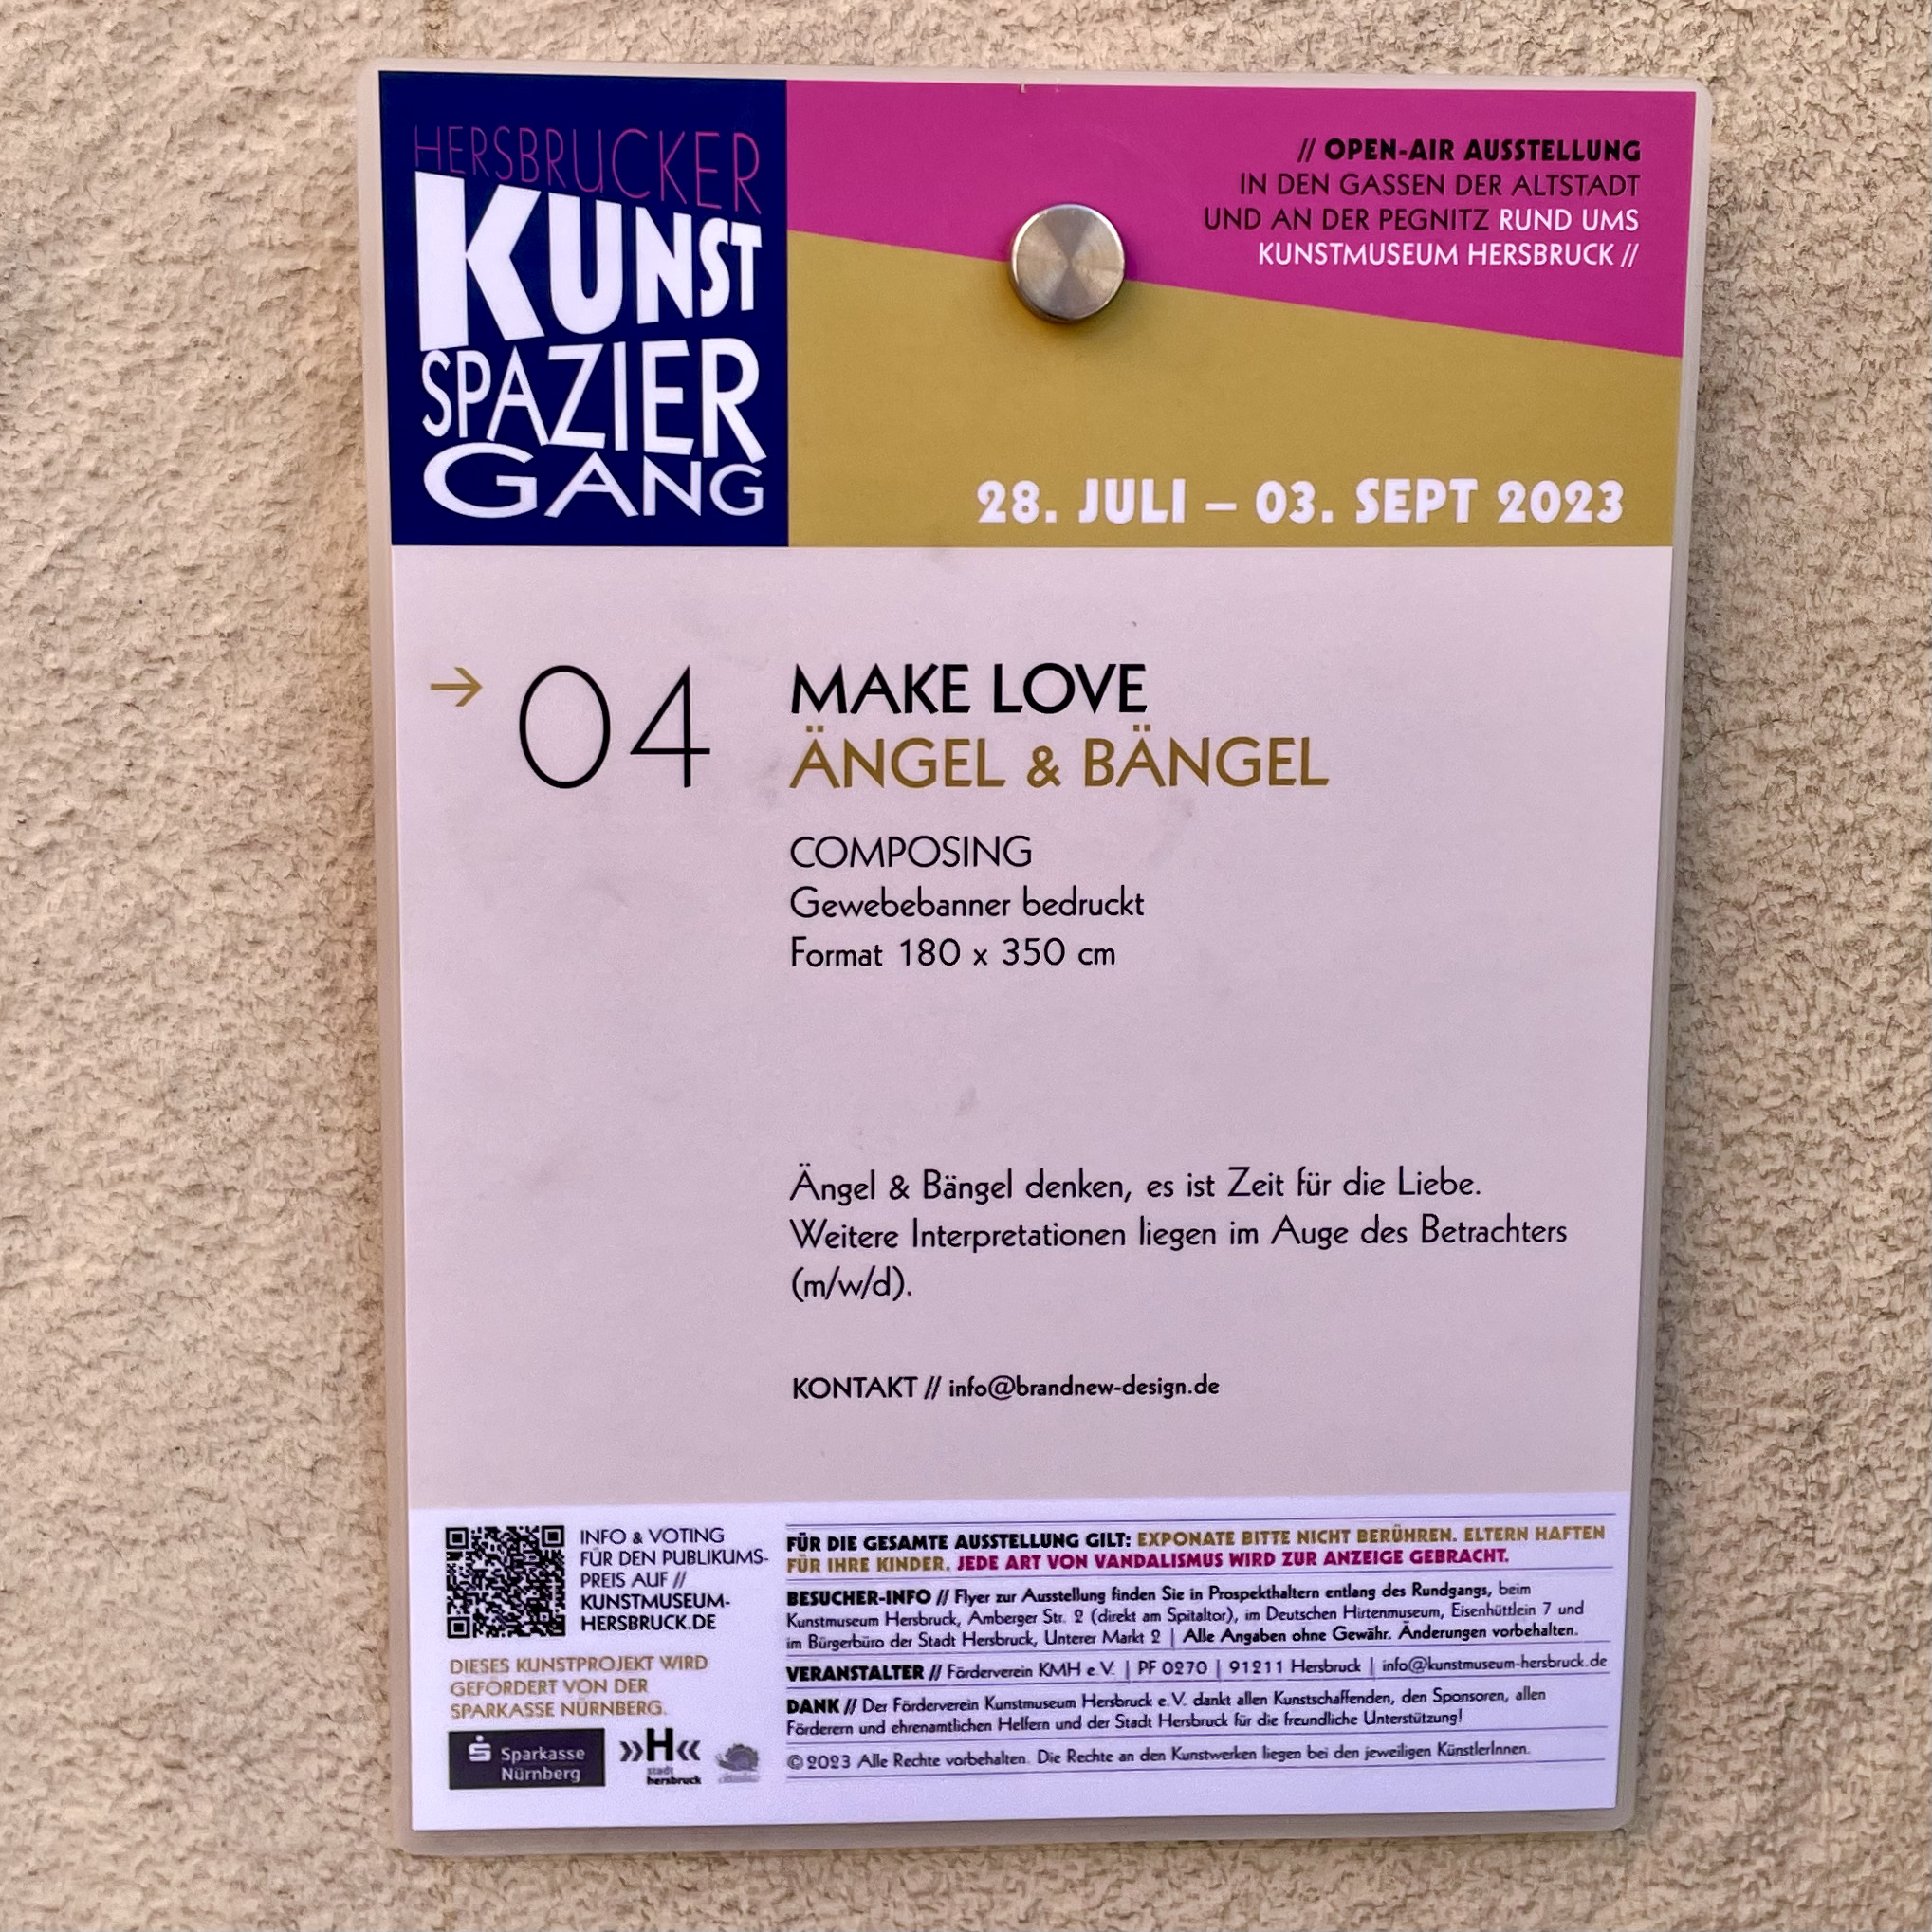 HERSBRUCKER
KUNST
SPAZIER
GANG
// OPEN-AIR AUSSTELLUNG
IN DEN GASSEN DER ALTSTADT
UND AN DER PEGNITZ RUND UMS
KUNSTMUSEUM HERSBRUCK //
28. JULI – 03. SEPT 2023
→ 04
MAKE LOVE
ÄNGEL & BÄNGEL
COMPOSING
Gewebebanner bedruckt
Format 180 x 350 cm
Ängel & Bängel denken, es ist Zeit für die Liebe.
Weitere Interpretationen liegen im Auge des Betrachters
(m/w/d).
KONTAKT // info@brandnew-design.de
INFO & VOTING
FÜR DEN PUBLIKUMS-
PREIS AUF //
KUNSTMUSEUM-
HERSBRUCK.DE
DIESES KUNSTPROJEKT WIRD
GEFÖRDERT VON DER
SPARKASSE NÜRNBERG.
Sparkasse
Nürnberg
»H«
stadt
hersbruck
FÜR DIE GESAMTE AUSSTELLUNG GILT: EXPONATE BITTE NICHT BERÜHREN. ELTERN HAFTEN
FÜR IHRE KINDER. JEDE ART VON VANDALISMUS WIRD ZUR ANZEIGE GEBRACHT.
BESUCHER-INFO // Flyer zur Ausstellung finden Sie in Prospekthaltern entlang des Rundgangs, beim
Kunstmuseum Hersbruck, Amberger Str. 2 (direkt am Spitaltor), im Deutschen Hirtenmuseum, Eisenhüttlein 7 und
im Bürgerbüro der Stadt Hersbruck, Unterer Markt 2 | Alle Angaben ohne Gewähr. Änderungen vorbehalten.
VERANSTALTER // Förderverein KMH e.V. | PF 0270 | 91211 Hersbruck | info@kunstmuseum-hersbruck.de
DANK // Der Förderverein Kunstmuseum Hersbruck e.V. dankt allen Kunstschaffenden, den Sponsoren, allen
Förderern und ehrenamtlichen Helfern und der Stadt Hersbruck für die freundliche Unterstützung!
©2023 Alle Rechte vorbehalten. Die Rechte an den Kunstwerken liegen bei den jeweiligen KünstlerInnen.